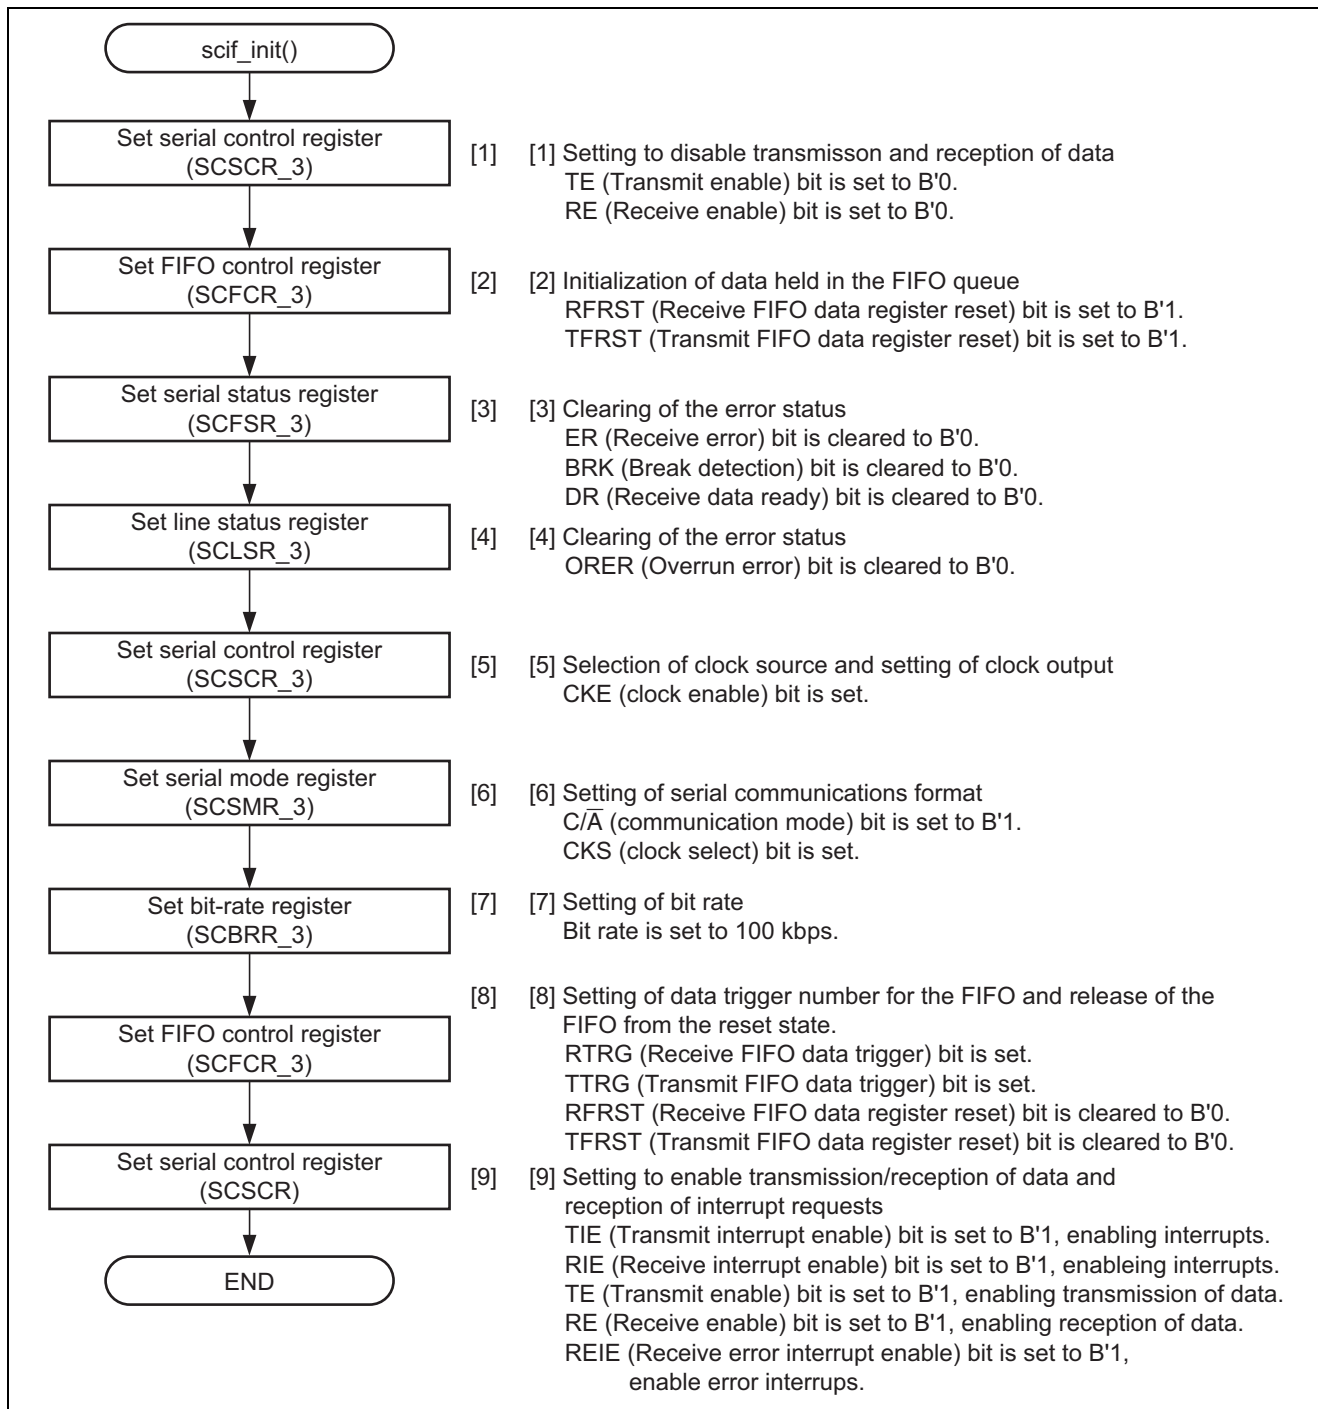 scif_init()
Set serial control register
(SCSCR_3)
[1] [1] Setting to disable transmisson and reception of data
TE (Transmit enable) bit is set to B'0.
RE (Receive enable) bit is set to B'0.
Set FIFO control register
(SCFCR_3)
[2] [2] Initialization of data held in the FIFO queue
RFRST (Receive FIFO data register reset) bit is set to B'1.
TFRST (Transmit FIFO data register reset) bit is set to B'1.
Set serial status register
(SCFSR_3)
[3] [3] Clearing of the error status
ER (Receive error) bit is cleared to B'0.
BRK (Break detection) bit is cleared to B'0.
DR (Receive data ready) bit is cleared to B'0.
Set line status register
(SCLSR_3)
[4] [4] Clearing of the error status
ORER (Overrun error) bit is cleared to B'0.
Set serial control register
(SCSCR_3)
[5] [5] Selection of clock source and setting of clock output
CKE (clock enable) bit is set.
Set serial mode register
(SCSMR_3)
[6] [6] Setting of serial communications format
C/A̅ (communication mode) bit is set to B'1.
CKS (clock select) bit is set.
Set bit-rate register
(SCBRR_3)
[7] [7] Setting of bit rate
Bit rate is set to 100 kbps.
Set FIFO control register
(SCFCR_3)
[8] [8] Setting of data trigger number for the FIFO and release of the
FIFO from the reset state.
RTRG (Receive FIFO data trigger) bit is set.
TTRG (Transmit FIFO data trigger) bit is set.
RFRST (Receive FIFO data register reset) bit is cleared to B'0.
TFRST (Transmit FIFO data register reset) bit is cleared to B'0.
Set serial control register
(SCSCR)
[9] [9] Setting to enable transmission/reception of data and
reception of interrupt requests
TIE (Transmit interrupt enable) bit is set to B'1, enabling interrupts.
RIE (Receive interrupt enable) bit is set to B'1, enableing interrupts.
TE (Transmit enable) bit is set to B'1, enabling transmission of data.
RE (Receive enable) bit is set to B'1, enabling reception of data.
REIE (Receive error interrupt enable) bit is set to B'1,
enable error interrups.
END